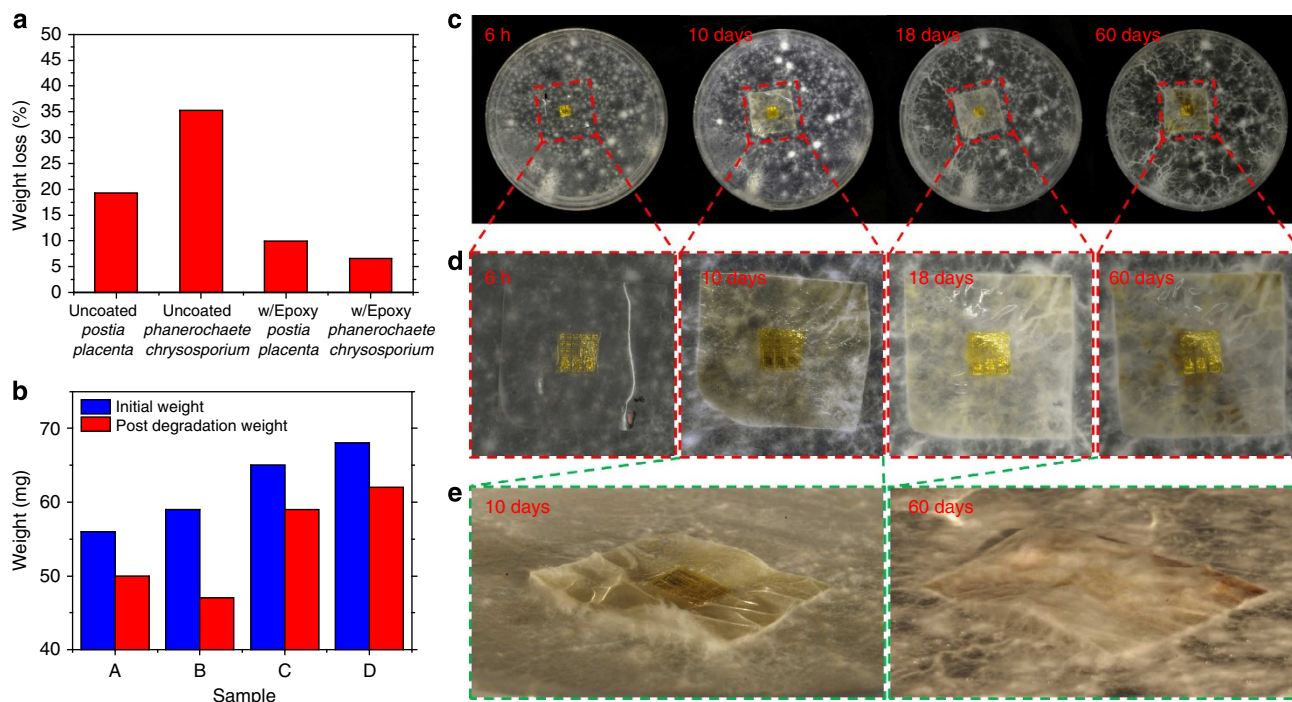 a
50
45
40
35
30
25
20
15
10
5
0
Weight loss (%)
Uncoated Uncoated w/Epoxy w/Epoxy
postia phanerochaete postia phanerochaete
placenta chrysosporium placenta chrysosporium
b
Initial weight
Post degradation weight
70
60
50
40
Weight (mg)
A B C D
Sample
c
6 h 10 days 18 days 60 days
d
6 h 10 days 18 days 60 days
e
10 days 60 days